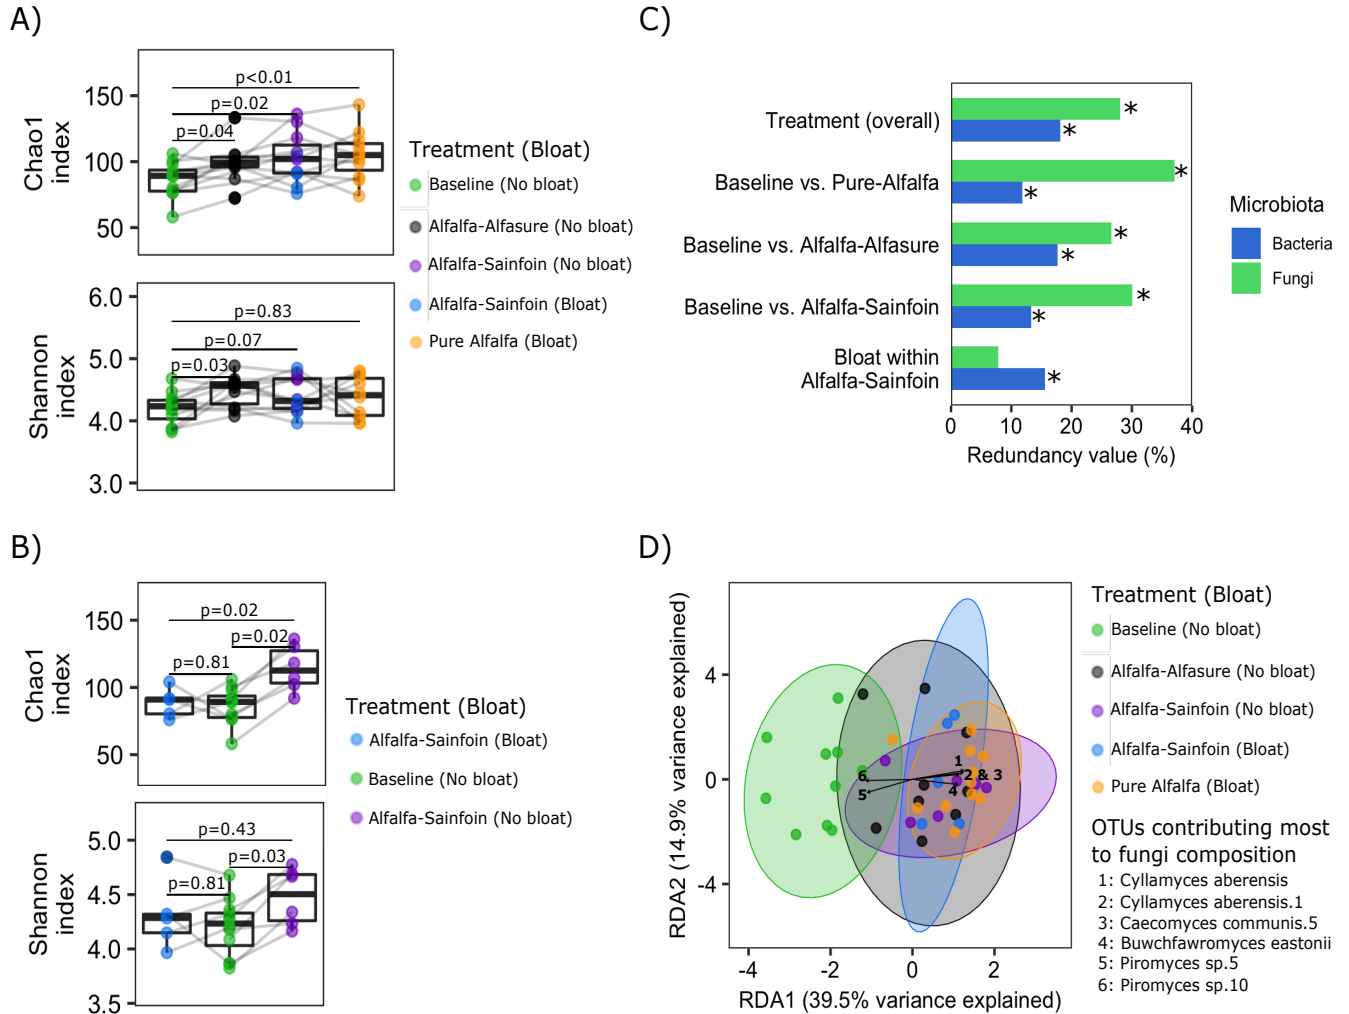 A)
Chao1
index
150
100
50
p<0.01
p=0.02
p=0.04
Shannon
index
6.0
5.0
4.0
3.0
p=0.83
p=0.07
p=0.03
Treatment (Bloat)
Baseline (No bloat)
Alfalfa-Alfasure (No bloat)
Alfalfa-Sainfoin (No bloat)
Alfalfa-Sainfoin (Bloat)
Pure Alfalfa (Bloat)
C)
Treatment (overall)
Baseline vs. Pure-Alfalfa
Baseline vs. Alfalfa-Alfasure
Baseline vs. Alfalfa-Sainfoin
Bloat within
Alfalfa-Sainfoin
*
*
*
*
*
*
*
*
*
0 10 20 30 40
Redundancy value (%)
Microbiota
Bacteria
Fungi
B)
Chao1
index
150
100
50
p=0.02
p=0.02
p=0.81
Shannon
index
5.0
4.5
4.0
3.5
p=0.43
p=0.03
p=0.81
Treatment (Bloat)
Alfalfa-Sainfoin (Bloat)
Baseline (No bloat)
Alfalfa-Sainfoin (No bloat)
D)
RDA2 (14.9% variance explained)
4
0
-4
1
6
2 & 3
5
4
-4 -2 0 2
RDA1 (39.5% variance explained)
Treatment (Bloat)
Baseline (No bloat)
Alfalfa-Alfasure (No bloat)
Alfalfa-Sainfoin (No bloat)
Alfalfa-Sainfoin (Bloat)
Pure Alfalfa (Bloat)
OTUs contributing most
to fungi composition
1: Cyllamyces aberensis
2: Cyllamyces aberensis.1
3: Caecomyces communis.5
4: Buwchfawromyces eastonii
5: Piromyces sp.5
6: Piromyces sp.10